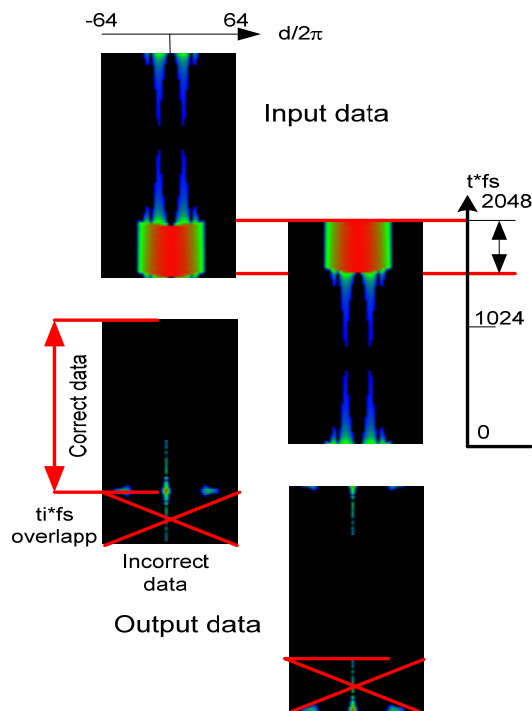 -64
64
d/2π
Input data
t*fs
2048
1024
0
Correct data
ti*fs
overlapp
Incorrect
data
Output data